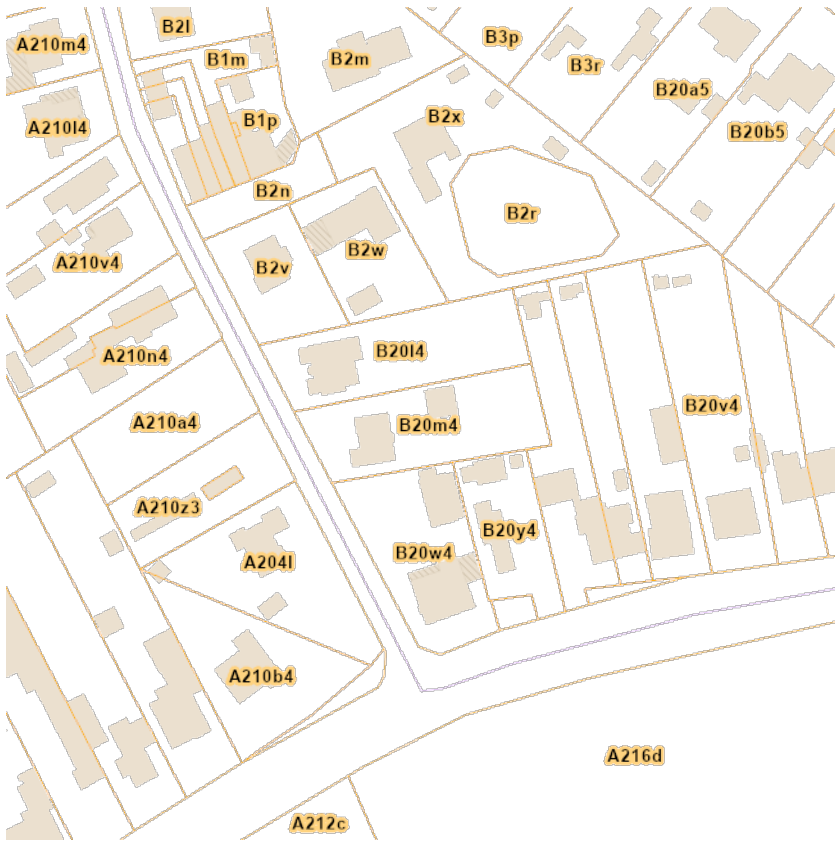 B2l
A210m4
B3p
B1m
B2m
B3r
B20a5
B2x
B1p
A210l4
B20b5
B2n
B2r
B2w
A210v4
B2v
B20l4
A210n4
B20v4
A210a4
B20m4
A210z3
B20y4
B20w4
A204l
A210b4
A216d
A212c